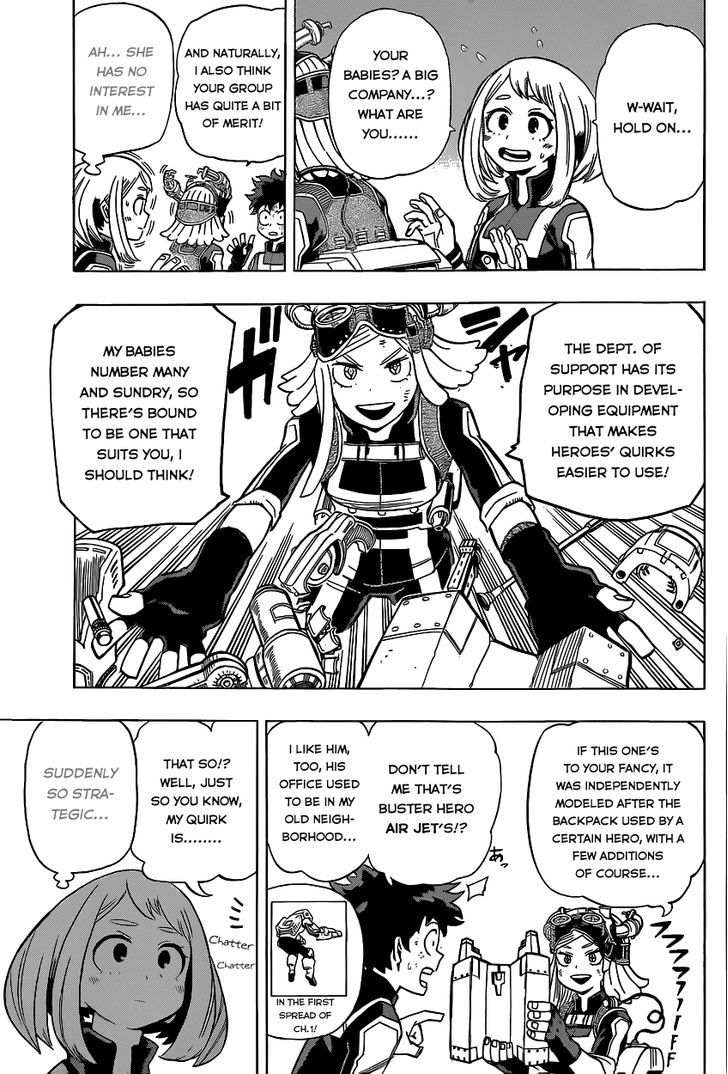 W-WAIT,
HOLD ON...
YOUR
BABIES? A BIG
COMPANY...?
WHAT ARE
YOU......
AND NATURALLY,
I ALSO THINK
YOUR GROUP
HAS QUITE A BIT
OF MERIT!
AH... SHE
HAS NO
INTEREST
IN ME...
THE DEPT. OF
SUPPORT HAS ITS
PURPOSE IN DEVEL-
OPING EQUIPMENT
THAT MAKES
HEROES' QUIRKS
EASIER TO USE!
MY BABIES
NUMBER MANY
AND SUNDRY, SO
THERE'S BOUND
TO BE ONE THAT
SUITS YOU, I
SHOULD THINK!
IF THIS ONE'S
TO YOUR FANCY, IT
WAS INDEPENDENTLY
MODELED AFTER THE
BACKPACK USED BY A
CERTAIN HERO, WITH A
FEW ADDITIONS
OF COURSE...
あっ
DON'T TELL
ME THAT'S
BUSTER HERO
AIR JET'S!?
I LIKE HIM,
TOO, HIS
OFFICE USED
TO BE IN MY
OLD NEIGH-
BORHOOD...
IN THE FIRST
SPREAD OF
CH.1!
THAT SO!?
WELL, JUST
SO YOU KNOW,
MY QUIRK
IS........
Chatter
Chatter
SUDDENLY
SO STRA-
TEGIC...